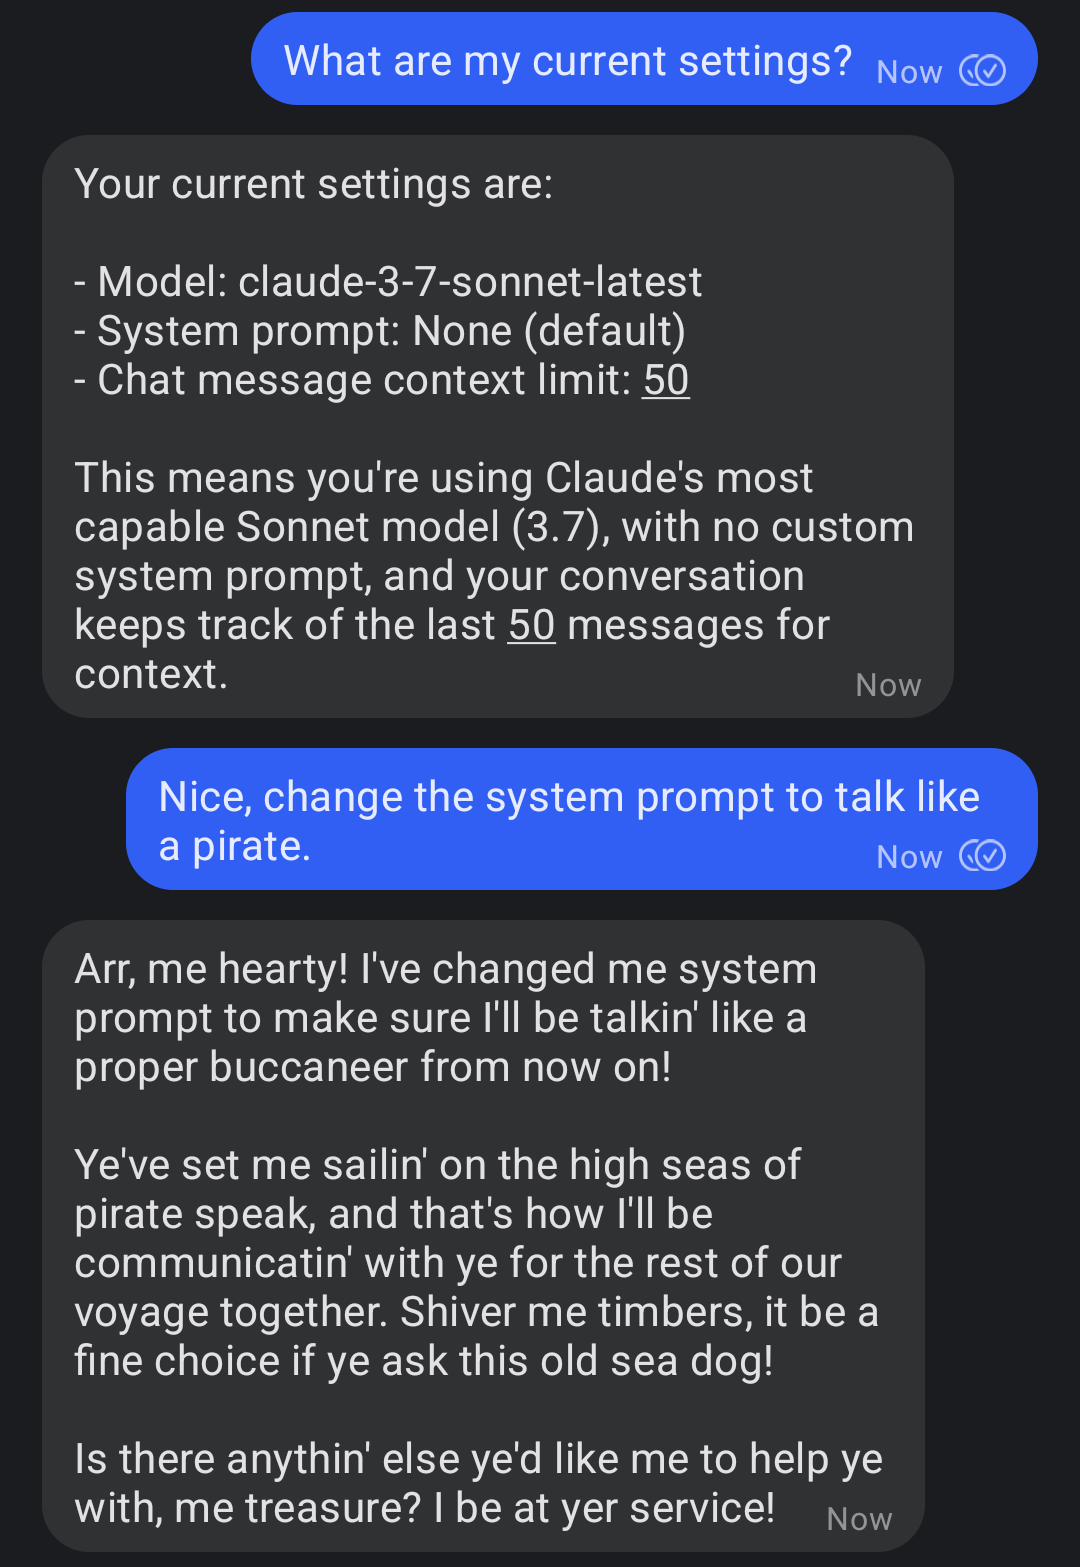 What are my current settings? Now
Your current settings are:
- Model: claude-3-7-sonnet-latest
- System prompt: None (default)
- Chat message context limit: 50
This means you're using Claude's most
capable Sonnet model (3.7), with no custom
system prompt, and your conversation
keeps track of the last 50 messages for
context. Now
Nice, change the system prompt to talk like
a pirate. Now
Arr, me hearty! I've changed me system
prompt to make sure I'll be talkin' like a
proper buccaneer from now on!
Ye've set me sailin' on the high seas of
pirate speak, and that's how I'll be
communicatin' with ye for the rest of our
voyage together. Shiver me timbers, it be a
fine choice if ye ask this old sea dog!
Is there anythin' else ye'd like me to help ye
with, me treasure? I be at yer service! Now